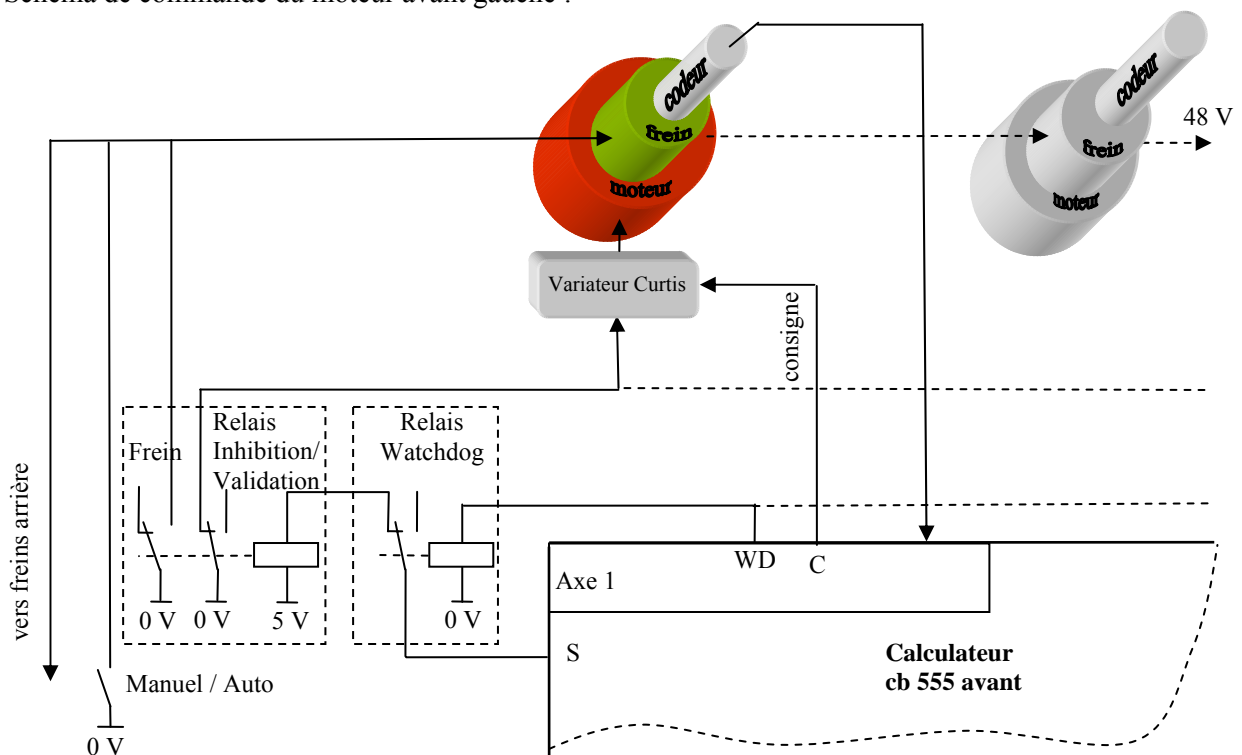 Schéma de commande du moteur avant gauche :
codeur
frein
moteur
codeur
frein
moteur
48 V
Variateur Curtis
consigne
vers freins arrière
Frein
Relais
Inhibition/
Validation
Relais
Watchdog
0 V
0 V
5 V
0 V
WD
C
Axe 1
S
Calculateur
cb 555 avant
Manuel / Auto
0 V